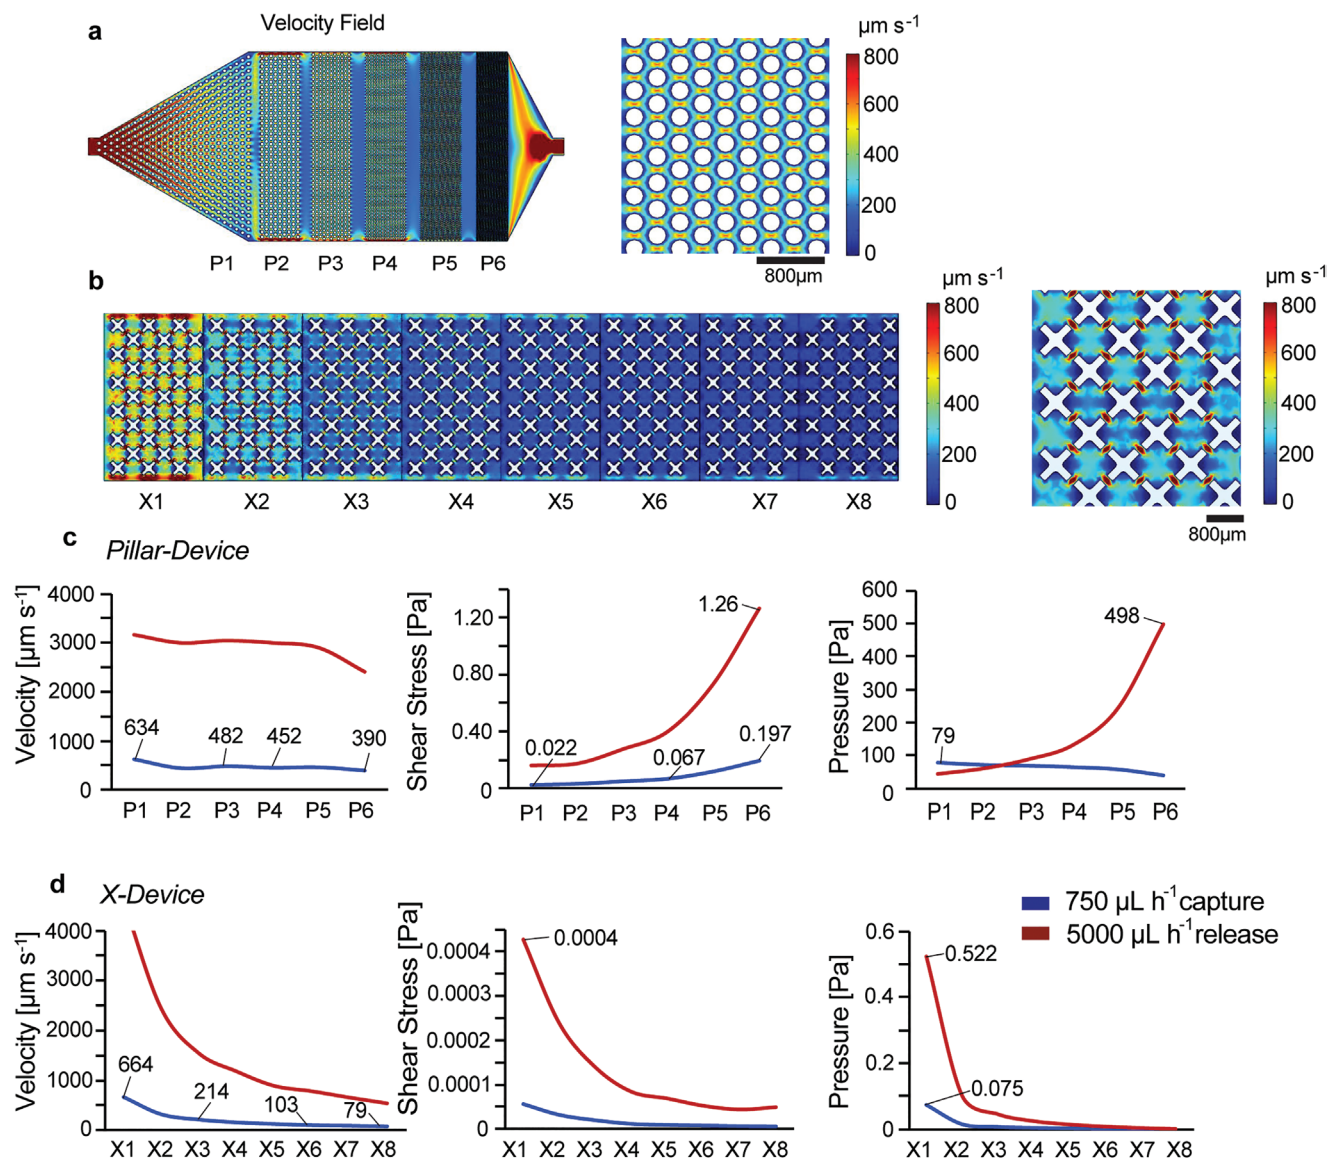 a
Velocity Field
µm s⁻¹
800
600
400
200
0
P1 P2 P3 P4 P5 P6
800µm
b
µm s⁻¹
800
600
400
200
0
µm s⁻¹
800
600
400
200
0
X1 X2 X3 X4 X5 X6 X7 X8
800µm
c
Pillar-Device
Velocity [µm s⁻¹]
4000
3000
2000
1000
0
634
482
452
390
P1 P2 P3 P4 P5 P6
Shear Stress [Pa]
1.20
0.80
0.40
0
1.26
0.022
0.067
0.197
P1 P2 P3 P4 P5 P6
Pressure [Pa]
600
500
400
300
200
100
0
498
79
P1 P2 P3 P4 P5 P6
d
X-Device
750 µL h⁻¹ capture
5000 µL h⁻¹ release
Velocity [µm s⁻¹]
4000
3000
2000
1000
0
664
214
103
79
X1 X2 X3 X4 X5 X6 X7 X8
Shear Stress [Pa]
0.0004
0.0003
0.0002
0.0001
0
0.0004
X1 X2 X3 X4 X5 X6 X7 X8
Pressure [Pa]
0.6
0.4
0.2
0
0.522
0.075
X1 X2 X3 X4 X5 X6 X7 X8